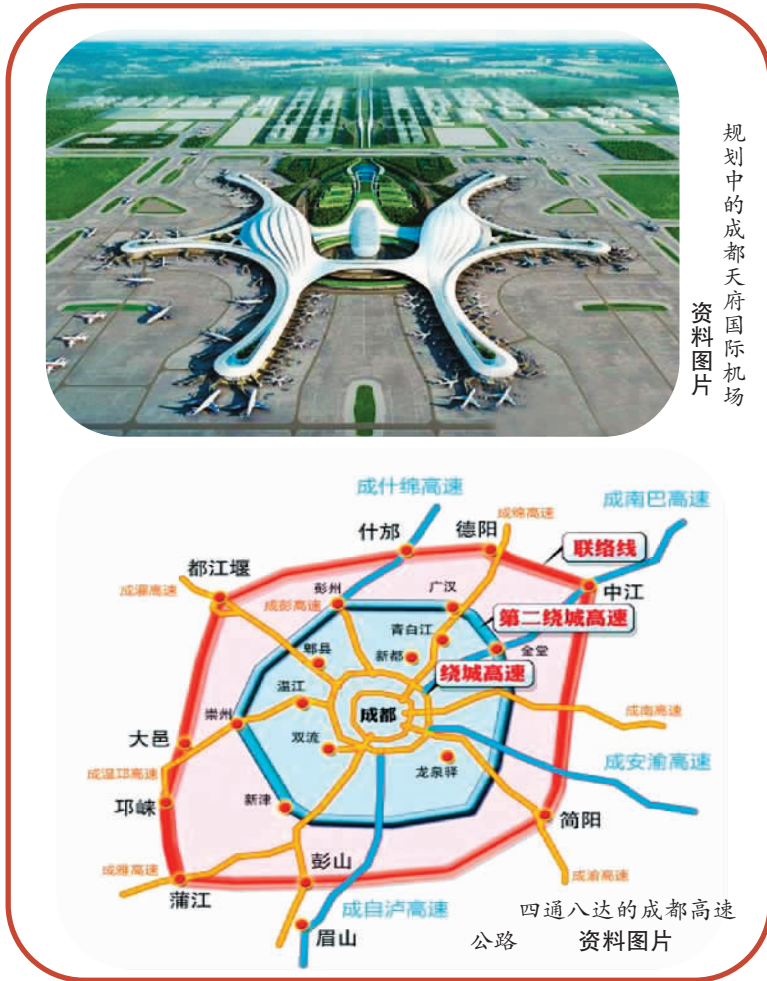 规划中的成都天府国际机场
资料图片
成什绵高速
成南巴高速
成绵高速
什邡
德阳
联络线
都江堰
中江
成灌高速
彭州
广汉
成彭高速
第二绕城高速
青白江
郫县
新都
金堂
绕城高速
温江
崇州
成都
成南高速
大邑
双流
成安渝高速
龙泉驿
成温邛高速
邛崃
新津
简阳
彭山
成雅高速
成渝高速
蒲江
成自泸高速
眉山
四通八达的成都高速
公路 资料图片